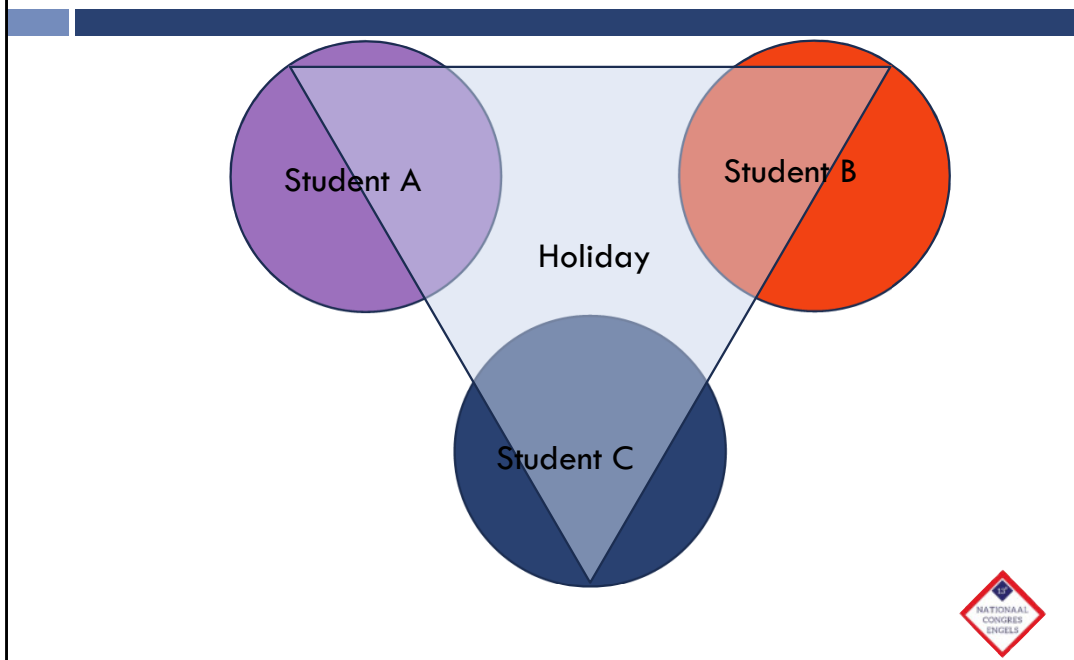 Student A
Student B
Holiday
Student C
13e
NATIONAAL
CONGRES
ENGELS